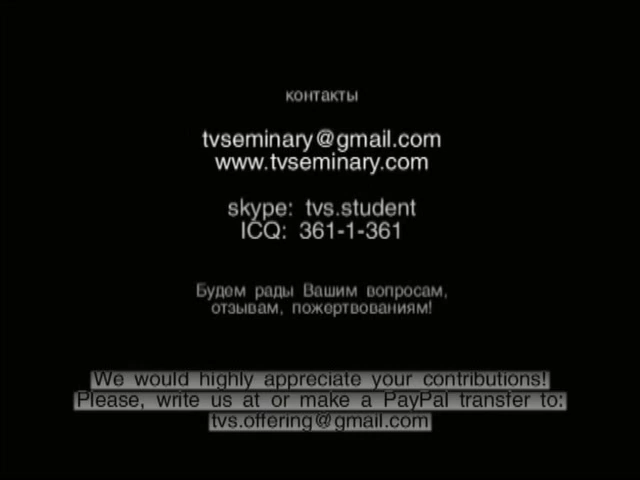 контакты
tvseminary@gmail.com
www.tvseminary.com
skype: tvs.student
ICQ: 361-1-361
Будем рады Вашим вопросам,
отзывам, пожертвованиям!
We would highly appreciate your contributions!
Please, write us at or make a PayPal transfer to:
tvs.offering@gmail.com